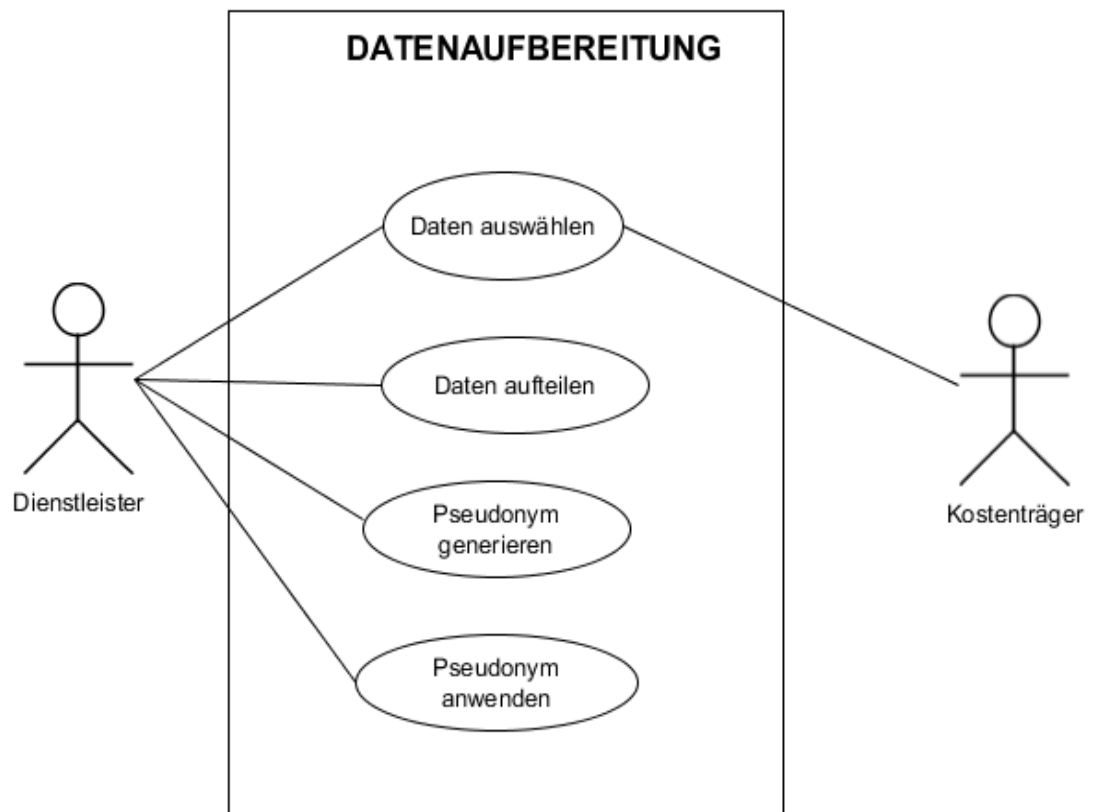 DATENAUFBEREITUNG
Daten auswählen
Daten aufteilen
Dienstleister
Pseudonym
generieren
Kostenträger
Pseudonym
anwenden